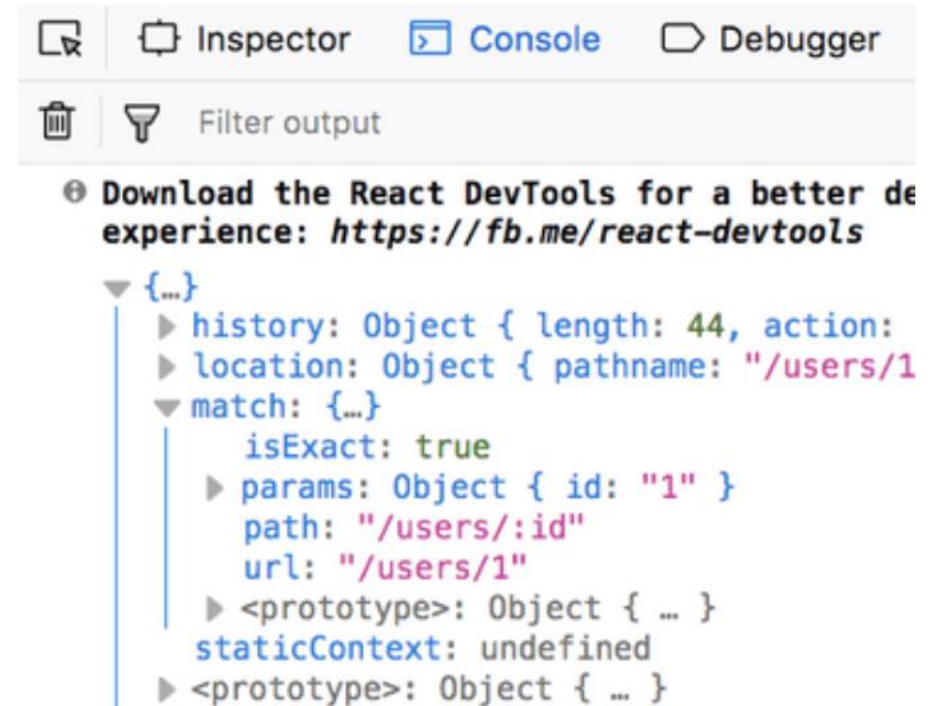 Inspector Console Debugger
Filter output
Download the React DevTools for a better de
experience: https://fb.me/react-devtools
{…}
history: Object { length: 44, action:
location: Object { pathname: "/users/1
match: {…}
isExact: true
params: Object { id: "1" }
path: "/users/:id"
url: "/users/1"
<prototype>: Object { … }
staticContext: undefined
<prototype>: Object { … }